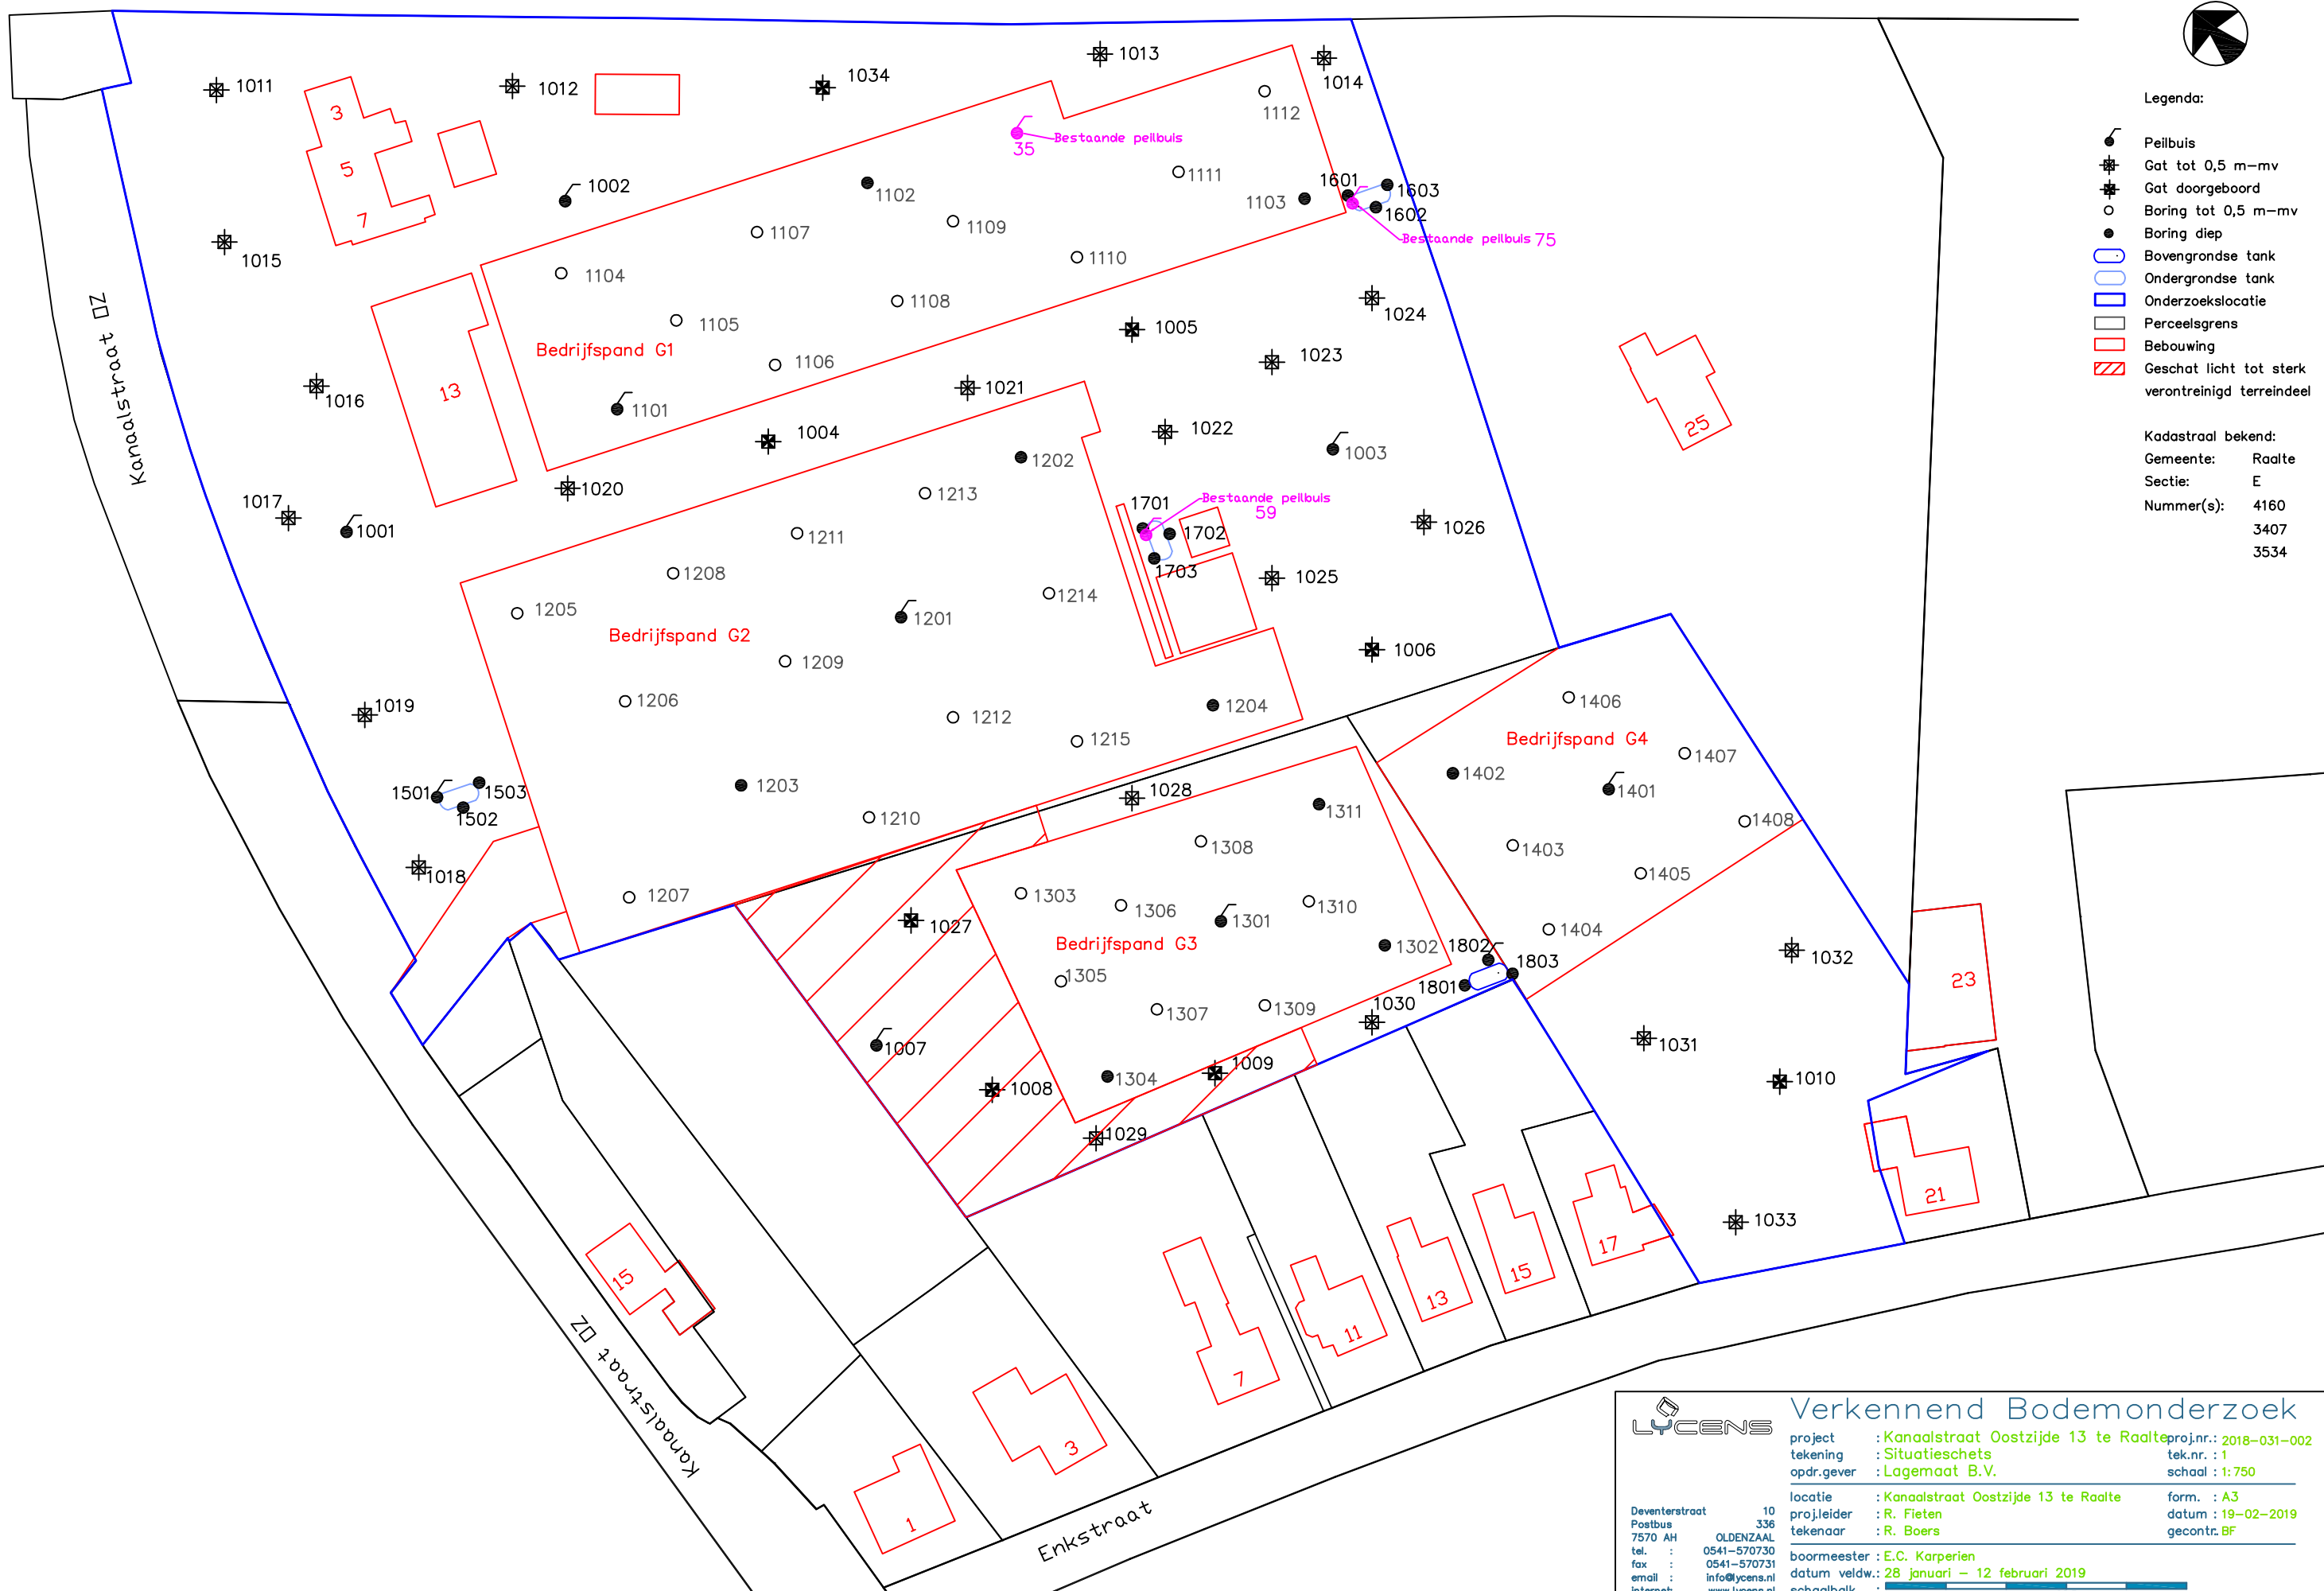 1011
1012
1034
1013
1014
3
5
7
1112
35
Bestaande peilbuis
1002
1102
1111
1103
1601
1603
1602
Bestaande peilbuis 75
1015
1107
1109
1110
1104
1108
1105
Bedrijfspand G1
1106
1101
13
1016
1005
1024
1023
1021
1022
1003
1004
1020
1202
Kanaalstraat OZ
1017
1001
1213
1211
1701
Bestaande peilbuis
59
1702
1703
1026
1025
1208
1205
1214
1201
Bedrijfspand G2
1209
1006
1206
1019
1212
1204
1215
1501
1503
1502
1203
1210
1018
1207
1028
1311
1308
1303
1306
1301
1310
Bedrijfspand G3
1302
1305
1307
1309
1304
1027
1007
1008
1009
1029
1030
1406
Bedrijfspand G4
1402
1407
1401
1408
1403
1405
1404
1802
1803
1801
1032
1031
1010
1033
25
23
21
17
15
13
11
7
3
1
15
Kanaalstraat OZ
Enkstraat
Legenda:
Peilbuis
Gat tot 0,5 m-mv
Gat doorgeboord
Boring tot 0,5 m-mv
Boring diep
Bovengrondse tank
Ondergrondse tank
Onderzoekslocatie
Perceelsgrens
Bebouwing
Geschat licht tot sterk
verontreinigd terreindeel
Kadastraal bekend:
Gemeente: Raalte
Sectie: E
Nummer(s): 4160
3407
3534
LYCENS
Deventerstraat 10
Postbus 336
7570 AH OLDENZAAL
tel. : 0541-570730
fax : 0541-570731
email : info@lycens.nl
internet: www.lycens.nl
Verkennend Bodemonderzoek
project : Kanaalstraat Oostzijde 13 te Raalte proj.nr.: 2018-031-002
tekening : Situatieschets tek.nr. : 1
opdr.gever : Lagemaat B.V. schaal : 1:750
locatie : Kanaalstraat Oostzijde 13 te Raalte form. : A3
proj.leider : R. Fieten datum : 19-02-2019
tekenaar : R. Boers gecontr. BF
boormeester : E.C. Karperien
datum veldw.: 28 januari - 12 februari 2019
schaalbalk :